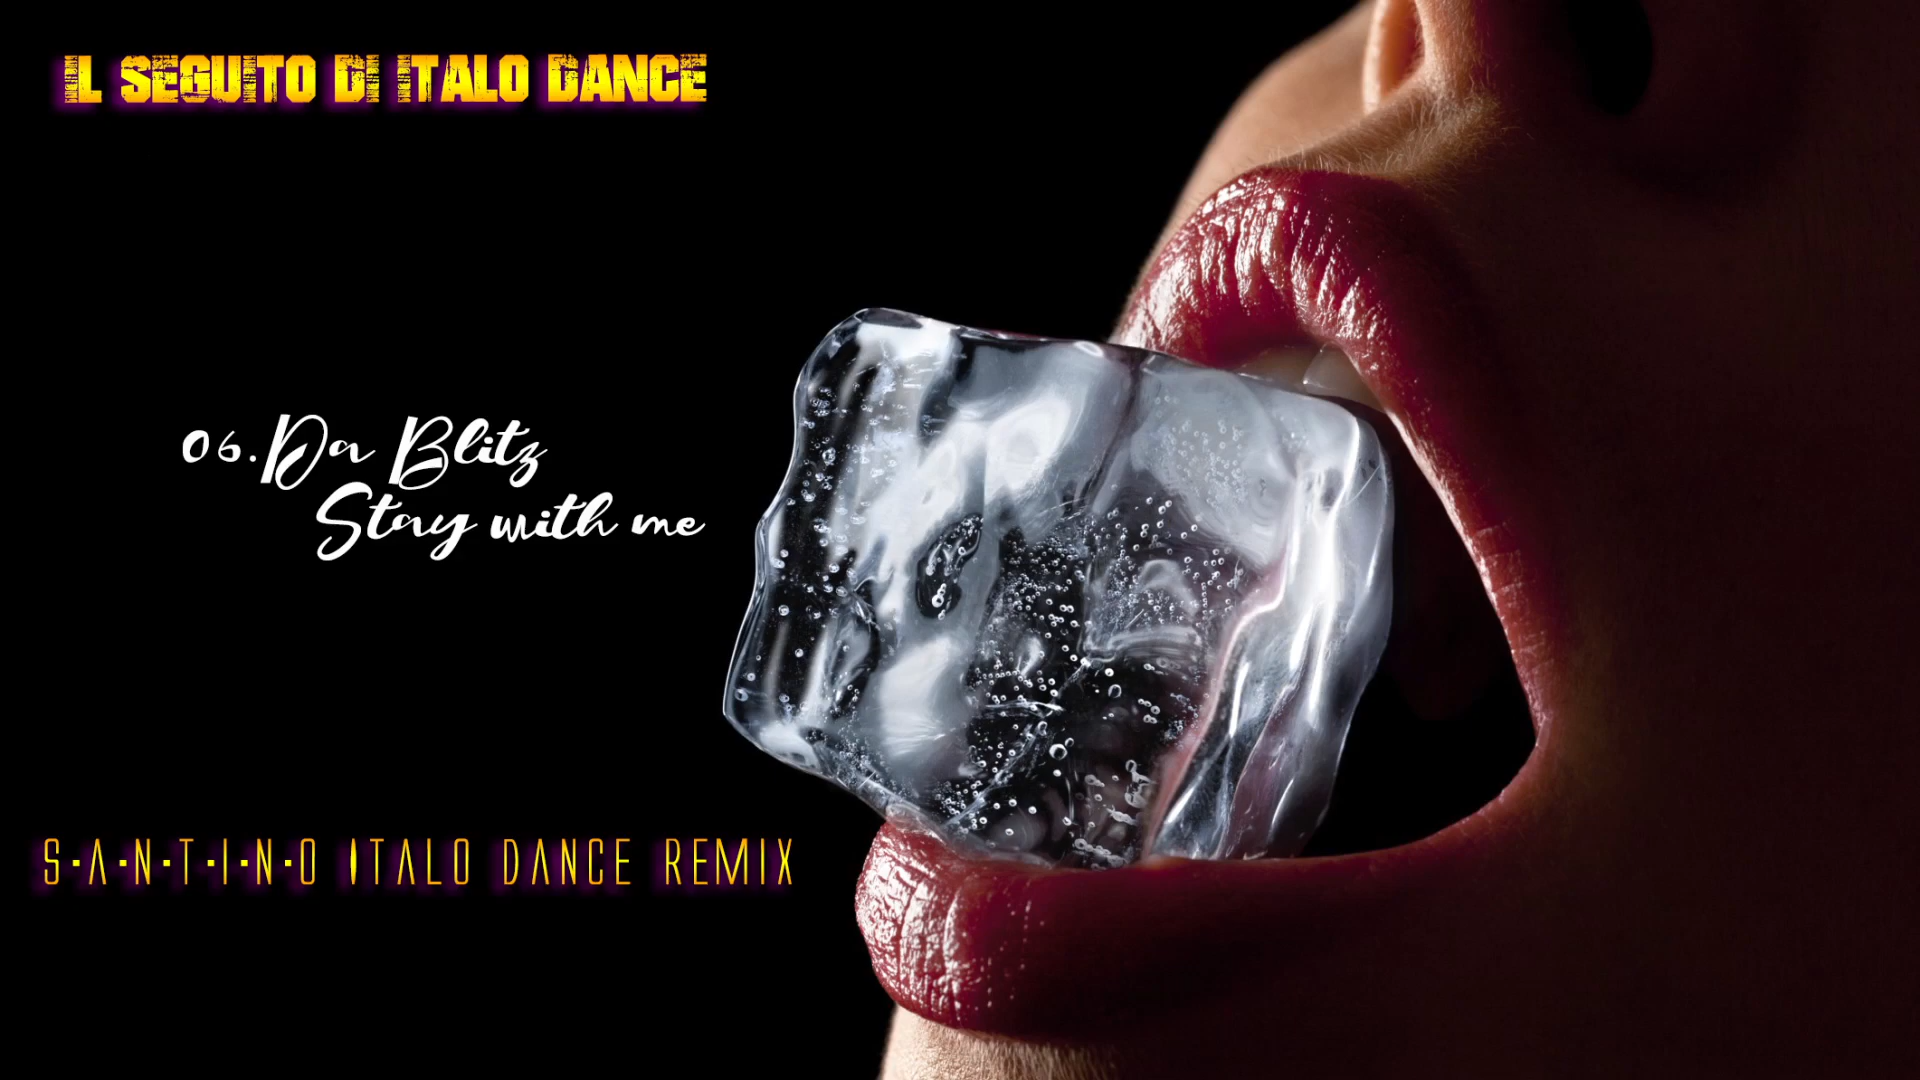 IL SEGUITO DI ITALO DANCE
06.Da Blitz
Stay with me
S·A·N·T·I·N·O ITALO DANCE REMIX